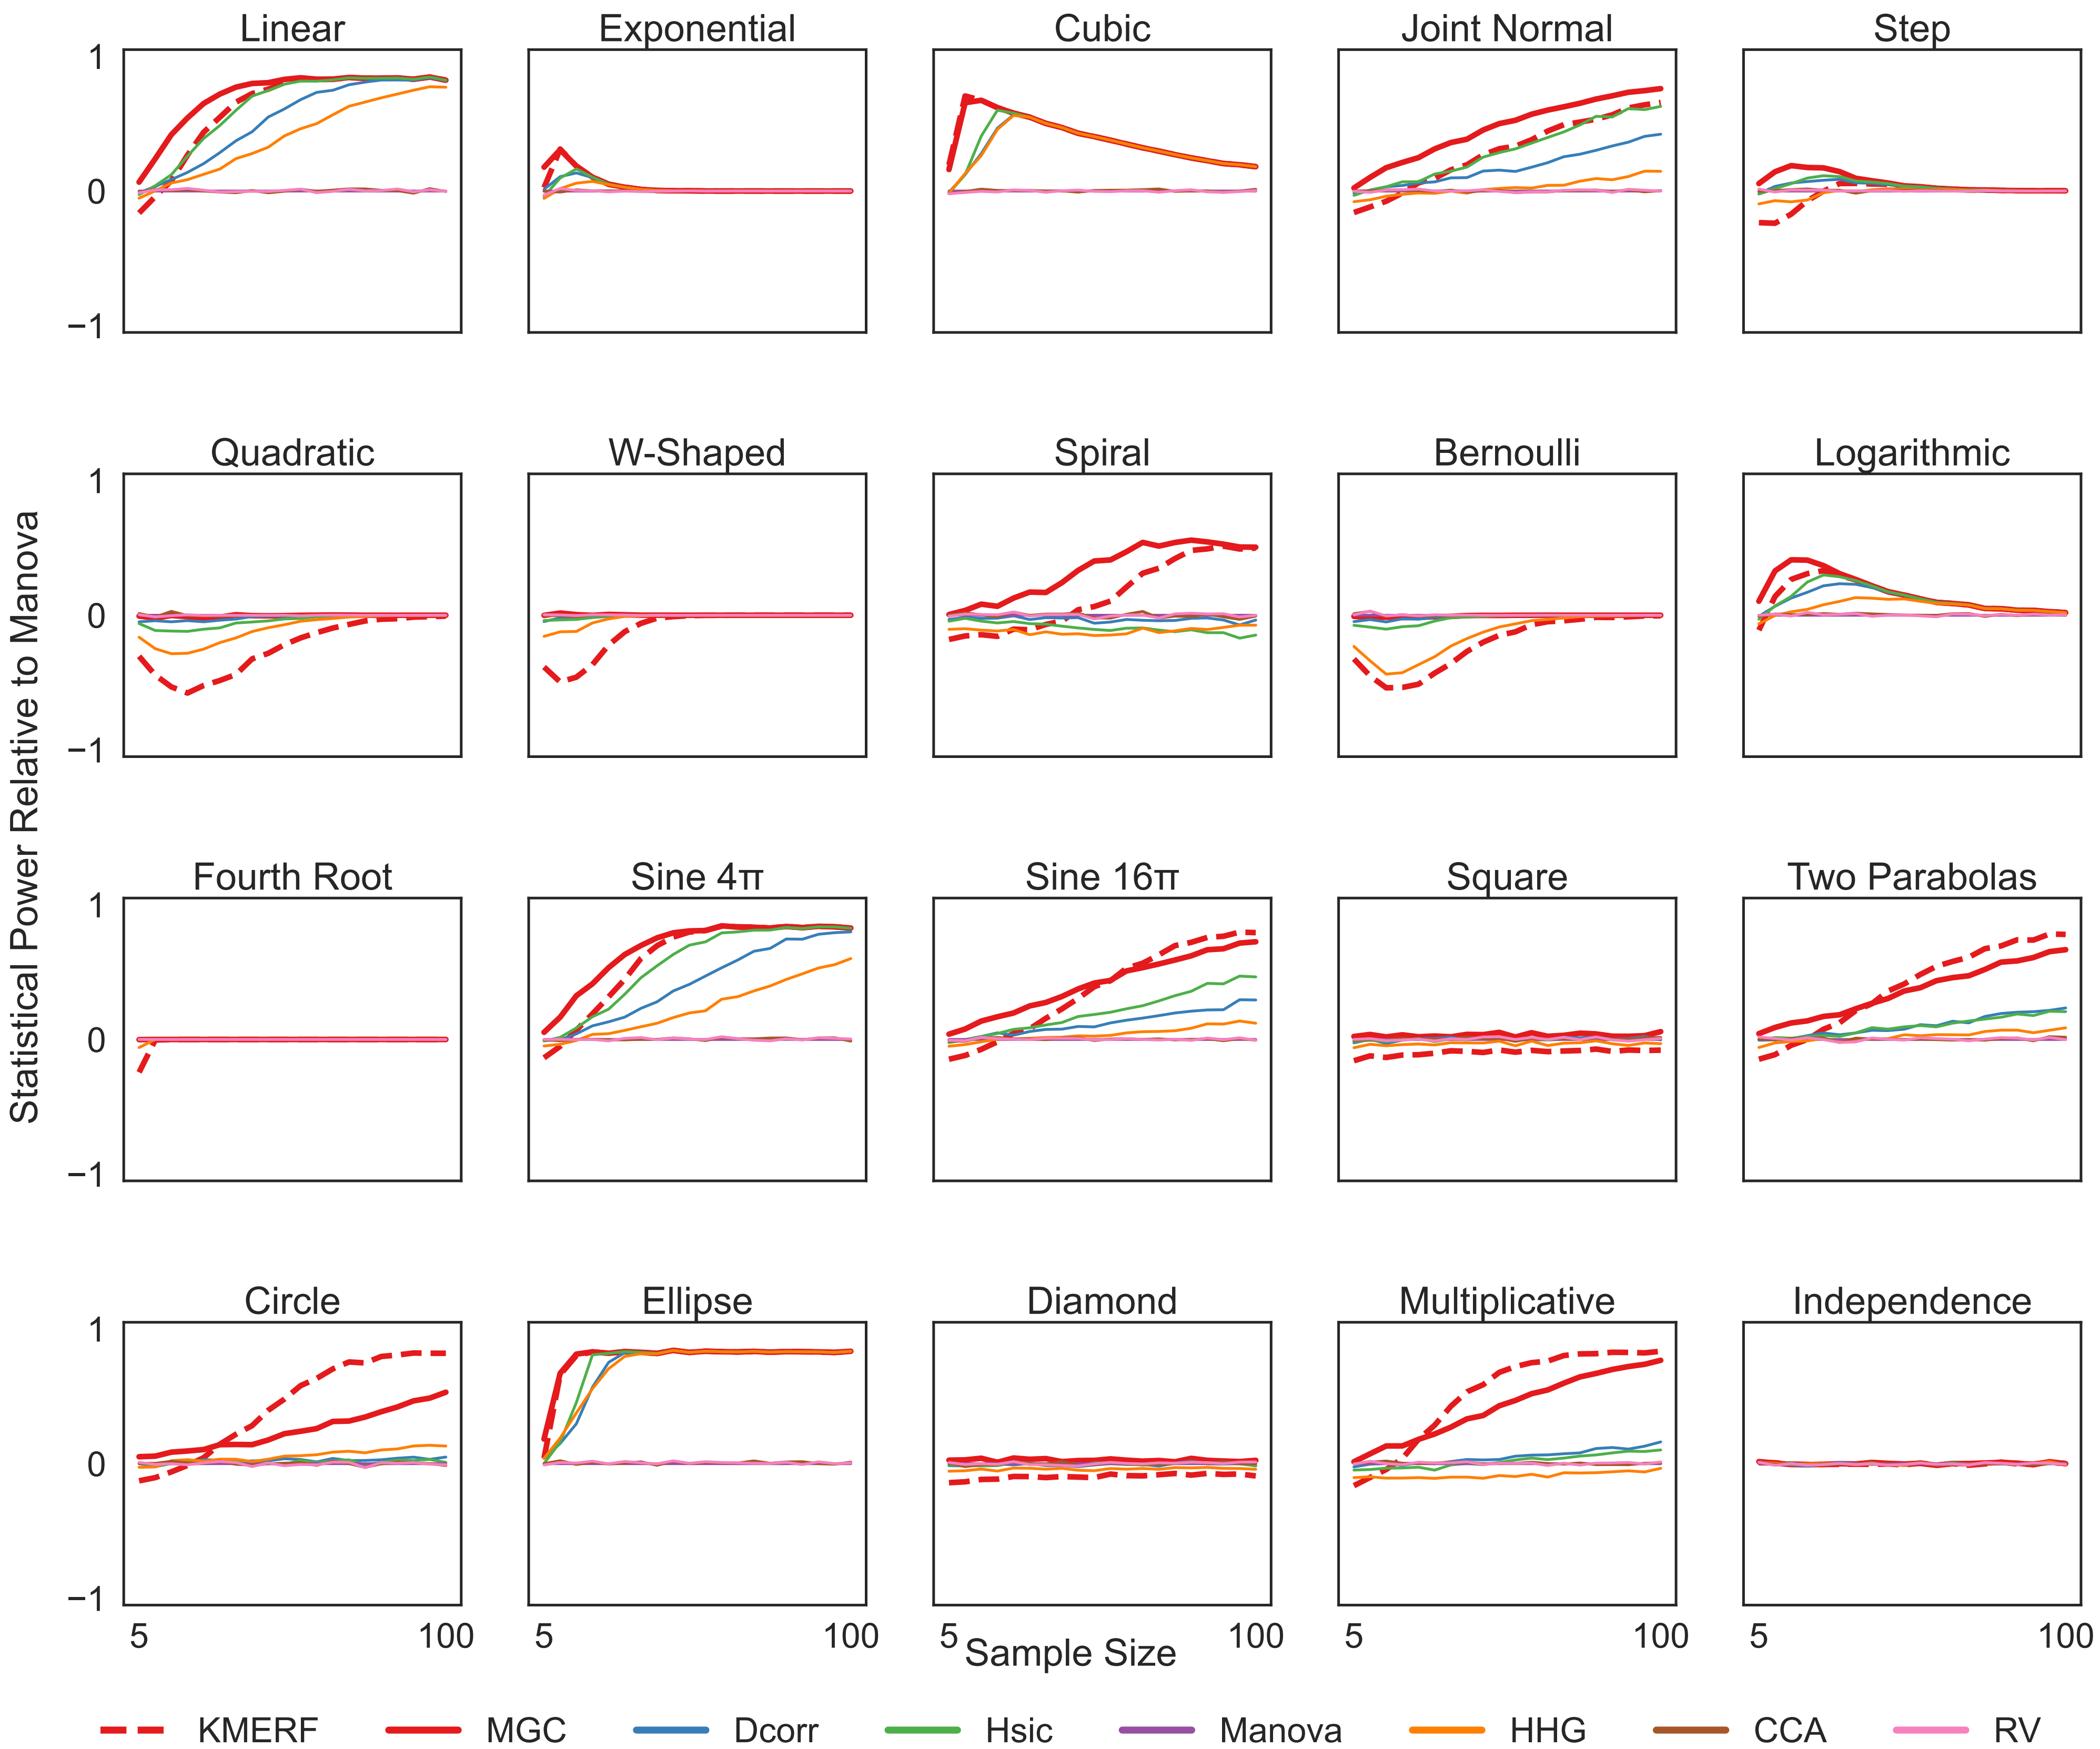 Linear Exponential Cubic Joint Normal Step
1
0
−1
Quadratic W-Shaped Spiral Bernoulli Logarithmic
1
0
−1
Statistical Power Relative to Manova
Fourth Root Sine 4π Sine 16π Square Two Parabolas
1
0
−1
Circle Ellipse Diamond Multiplicative Independence
1
0
−1
5 100 5 100 5 100 5 100 5 100
Sample Size
KMERF MGC Dcorr Hsic Manova HHG CCA RV